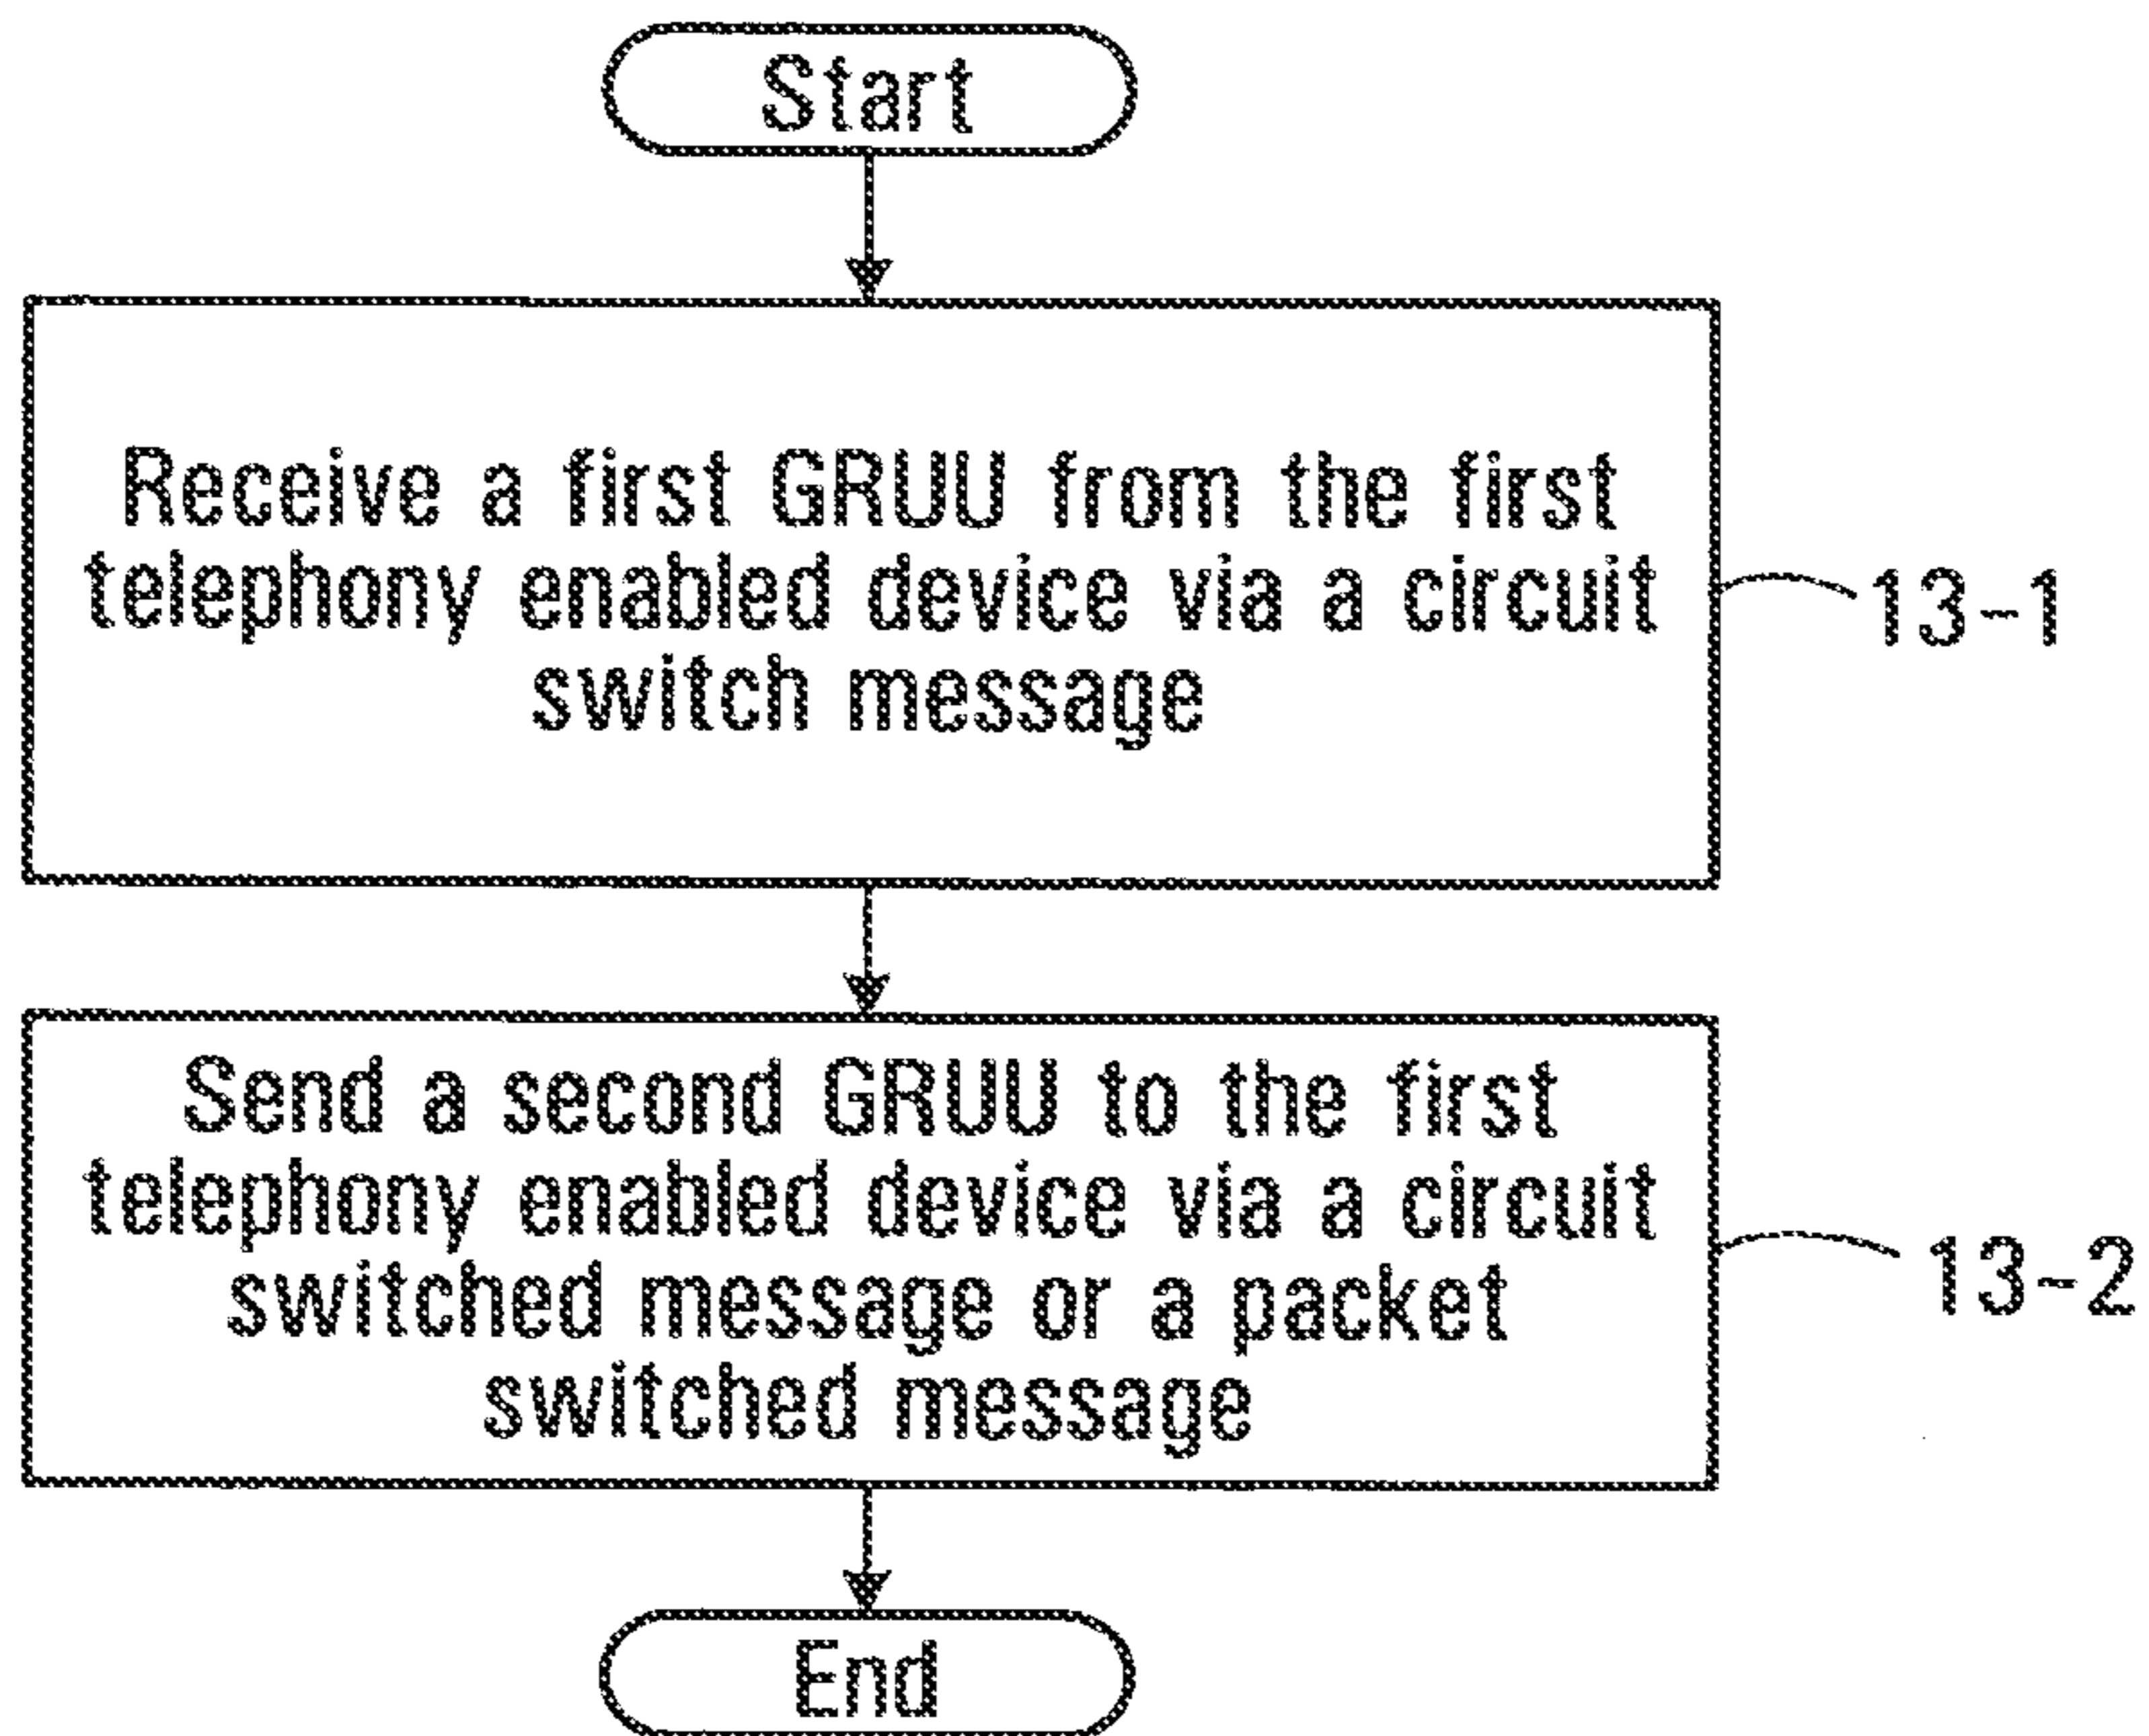 Start
Receive a first GRUU from the first
telephony enabled device via a circuit
switch message
13-1
Send a second GRUU to the first
telephony enabled device via a circuit
switched message or a packet
switched message
13-2
End